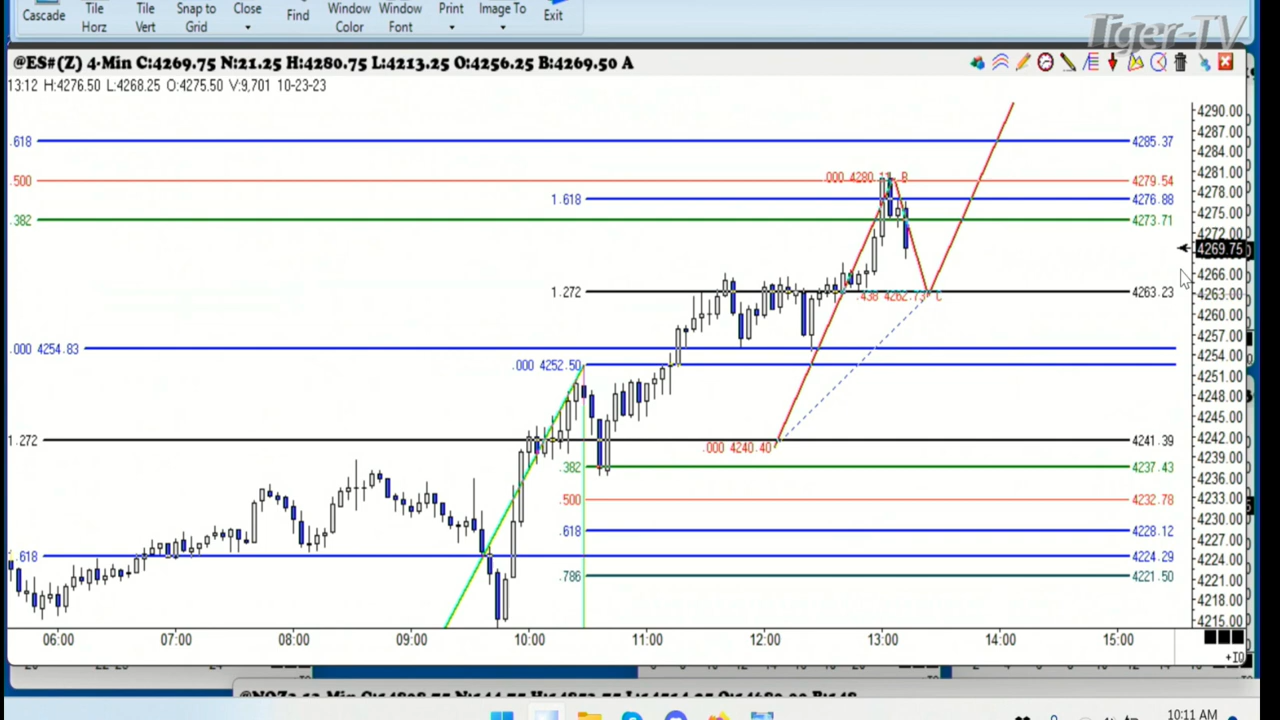 Cascade
Tile Horz
Tile Vert
Snap to Grid
Close
Find
Window Color
Window Font
Print
Image To
Exit
Tiger-TV
@ES#(Z) 4-Min C:4269.75 N:21.25 H:4280.75 L:4213.25 O:4256.25 B:4269.50 A
13:12 H:4276.50 L:4268.25 O:4275.50 V:9,701 10-23-23
4290.00
4287.00
.618 4285.37
4284.00
4281.00
.000 4280. B
.500 4279.54
4278.00
1.618 4276.88
4275.00
.382 4273.71
4272.00
4269.75
4266.00
1.272 4263.23
4263.00
.438 4262.73 C
4260.00
4257.00
.000 4254.83
4254.00
.000 4252.50
4251.00
4248.00
4245.00
4242.00
1.272 4241.39
.000 4240.40
4239.00
.382 4237.43
4236.00
4233.00
.500 4232.78
4230.00
.618 4228.12
4227.00
.618 4224.29
4224.00
.786 4221.50
4221.00
4218.00
4215.00
06:00 07:00 08:00 09:00 10:00 11:00 12:00 13:00 14:00 15:00
10:11 AM